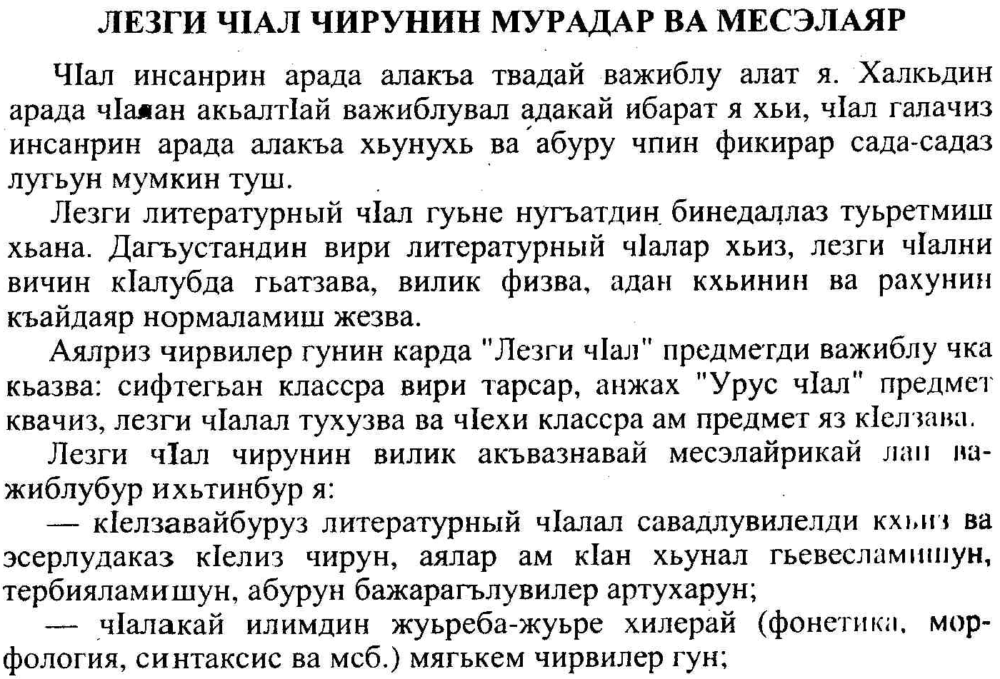 ЛЕЗГИ ЧIАЛ ЧИРУНИН МУРАДАР ВА МЕСЭЛАЯР
ЧIал инсанрин арада алакъа твадай важиблу алат я. Халкьдин
арада чIалан акьалтIай важиблувал адакай ибарат я хьи, чIал галачиз
инсанрин арада алакъа хьунухь ва абуру чпин фикирар сада-садаз
лугьун мумкин туш.
Лезги литературный чIал гуьне нугъатдин бинедаллаз туьретмиш
хьана. Дагъустандин вири литературный чIалар хьиз, лезги чIални
вичин кIалубда гьатзава, вилик физва, адан кхьинин ва рахунин
къайдаяр нормаламиш жезва.
Аялриз чирвилер гунин карда "Лезги чIал" предметди важиблу чка
кьазва: сифтегьан классра вири тарсар, анжах "Урус чIал" предмет
квачиз, лезги чIалал тухузва ва чIехи классра ам предмет яз кIелзава.
Лезги чIал чирунин вилик акъвазнавай месэлайрикай лап ва-
жиблубур ихьтинбур я:
— кIелзавайбуруз литературный чIалал савадлувилелди кхьиз ва
эсерлудаказ кIелиз чирун, аялар ам кIан хьунал гьевесламишун,
тербияламишун, абурун бажарагълувилер артухарун;
— чIалакай илимдин жуьреба-жуьре хилерай (фонетика, мор-
фология, синтаксис ва мсб.) мягькем чирвилер гун;